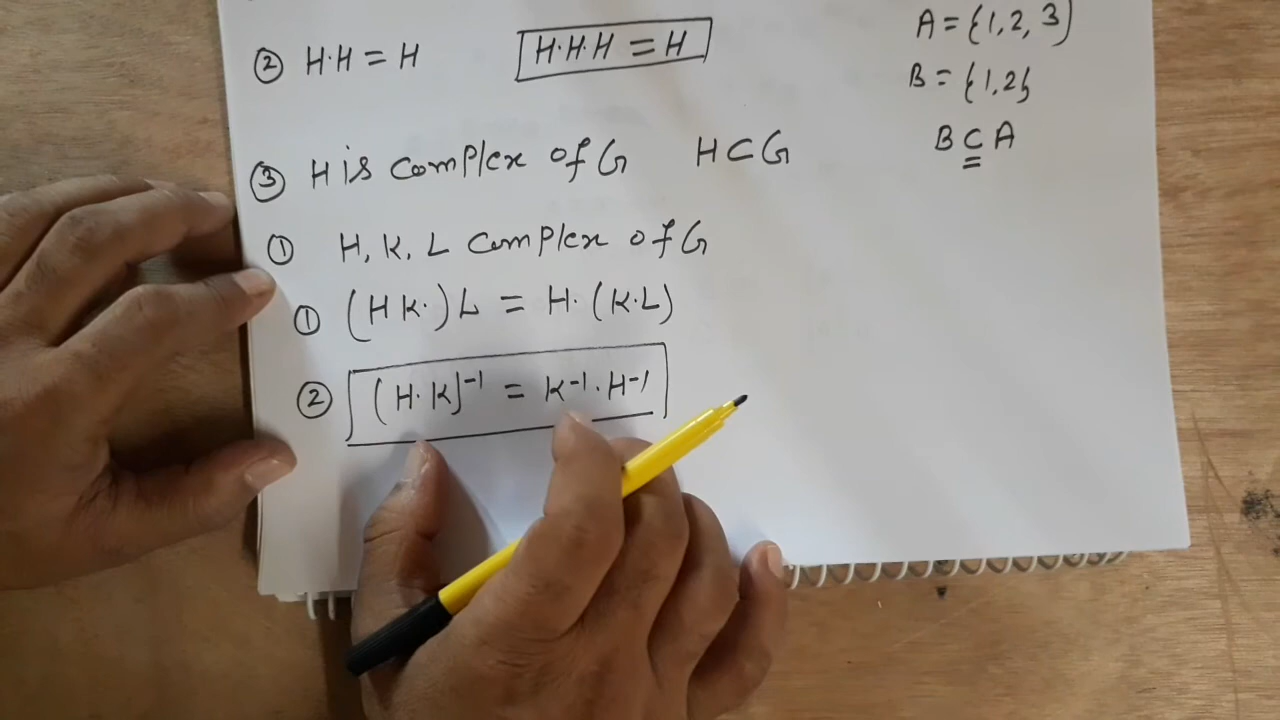 ② H·H = H    H·H·H = H
A = {1, 2, 3}
B = {1,2}
B ⊂ A
③ H is complex of G    H ⊂ G
① H, K, L complex of G
① (H K·) L = H· (K·L)
② (H·K]⁻¹ = K⁻¹· H⁻¹